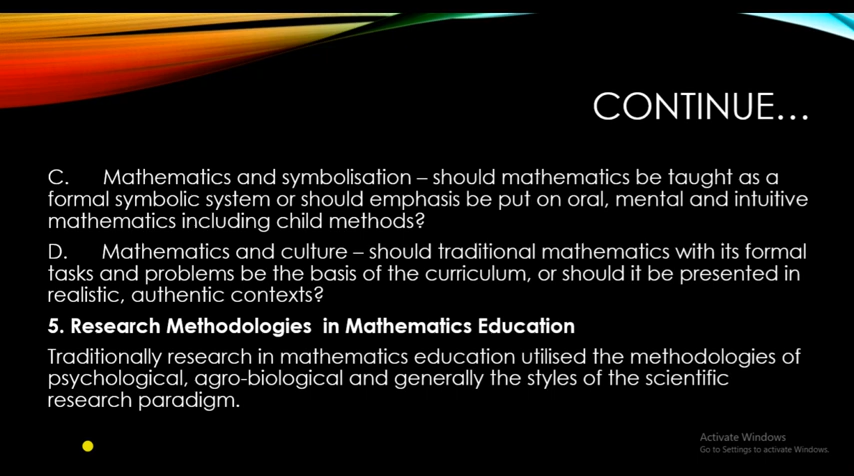 CONTINUE...
C. Mathematics and symbolisation – should mathematics be taught as a
formal symbolic system or should emphasis be put on oral, mental and intuitive
mathematics including child methods?
D. Mathematics and culture – should traditional mathematics with its formal
tasks and problems be the basis of the curriculum, or should it be presented in
realistic, authentic contexts?
5. Research Methodologies in Mathematics Education
Traditionally research in mathematics education utilised the methodologies of
psychological, agro-biological and generally the styles of the scientific
research paradigm.
Activate Windows
Go to Settings to activate Windows.